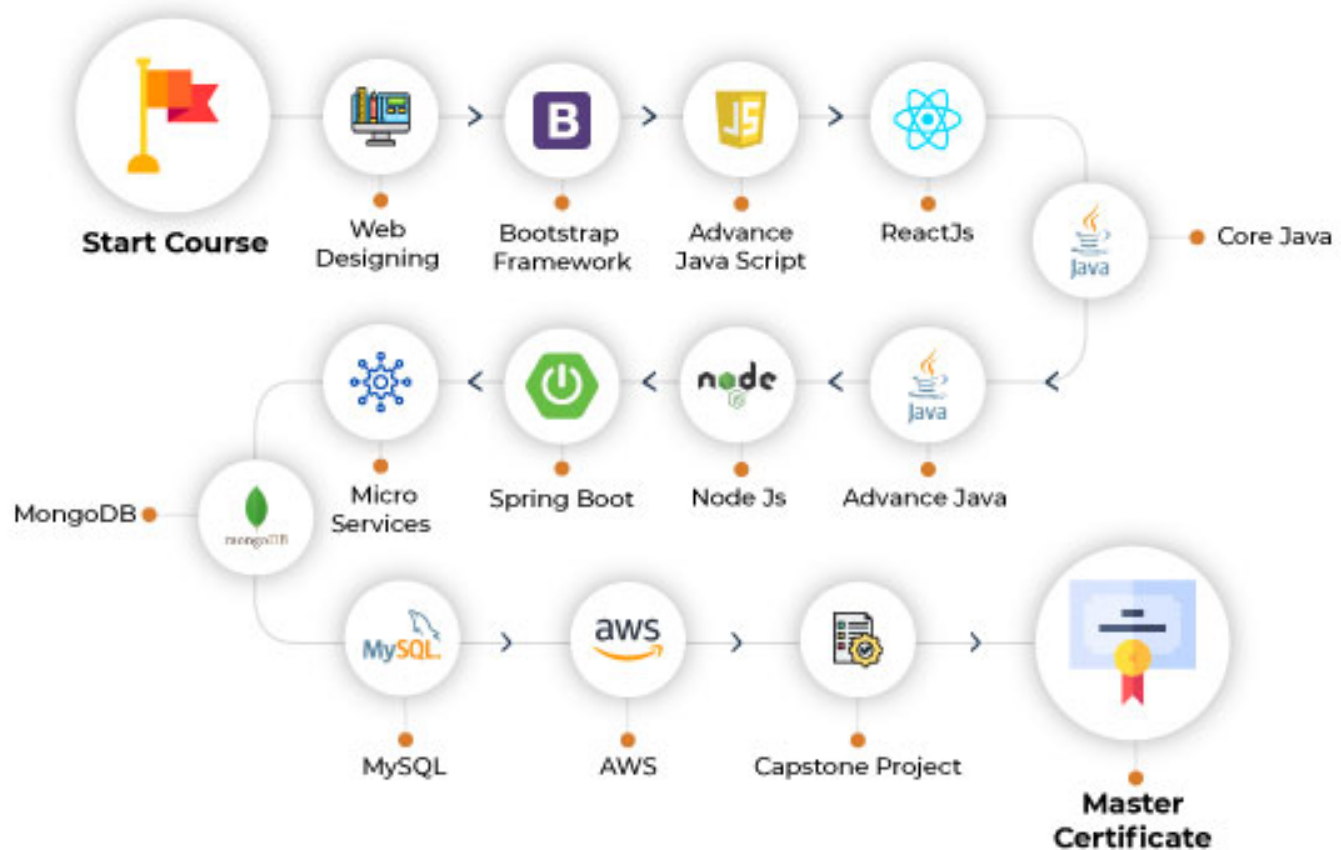 B
JS
Start Course
Web
Designing
Bootstrap
Framework
Advance
Java Script
ReactJs
Java
Core Java
node
JS
Java
Micro
Services
Spring Boot
Node Js
Advance Java
MongoDB
mongoDB
MySQL
aws
MySQL
AWS
Capstone Project
Master
Certificate